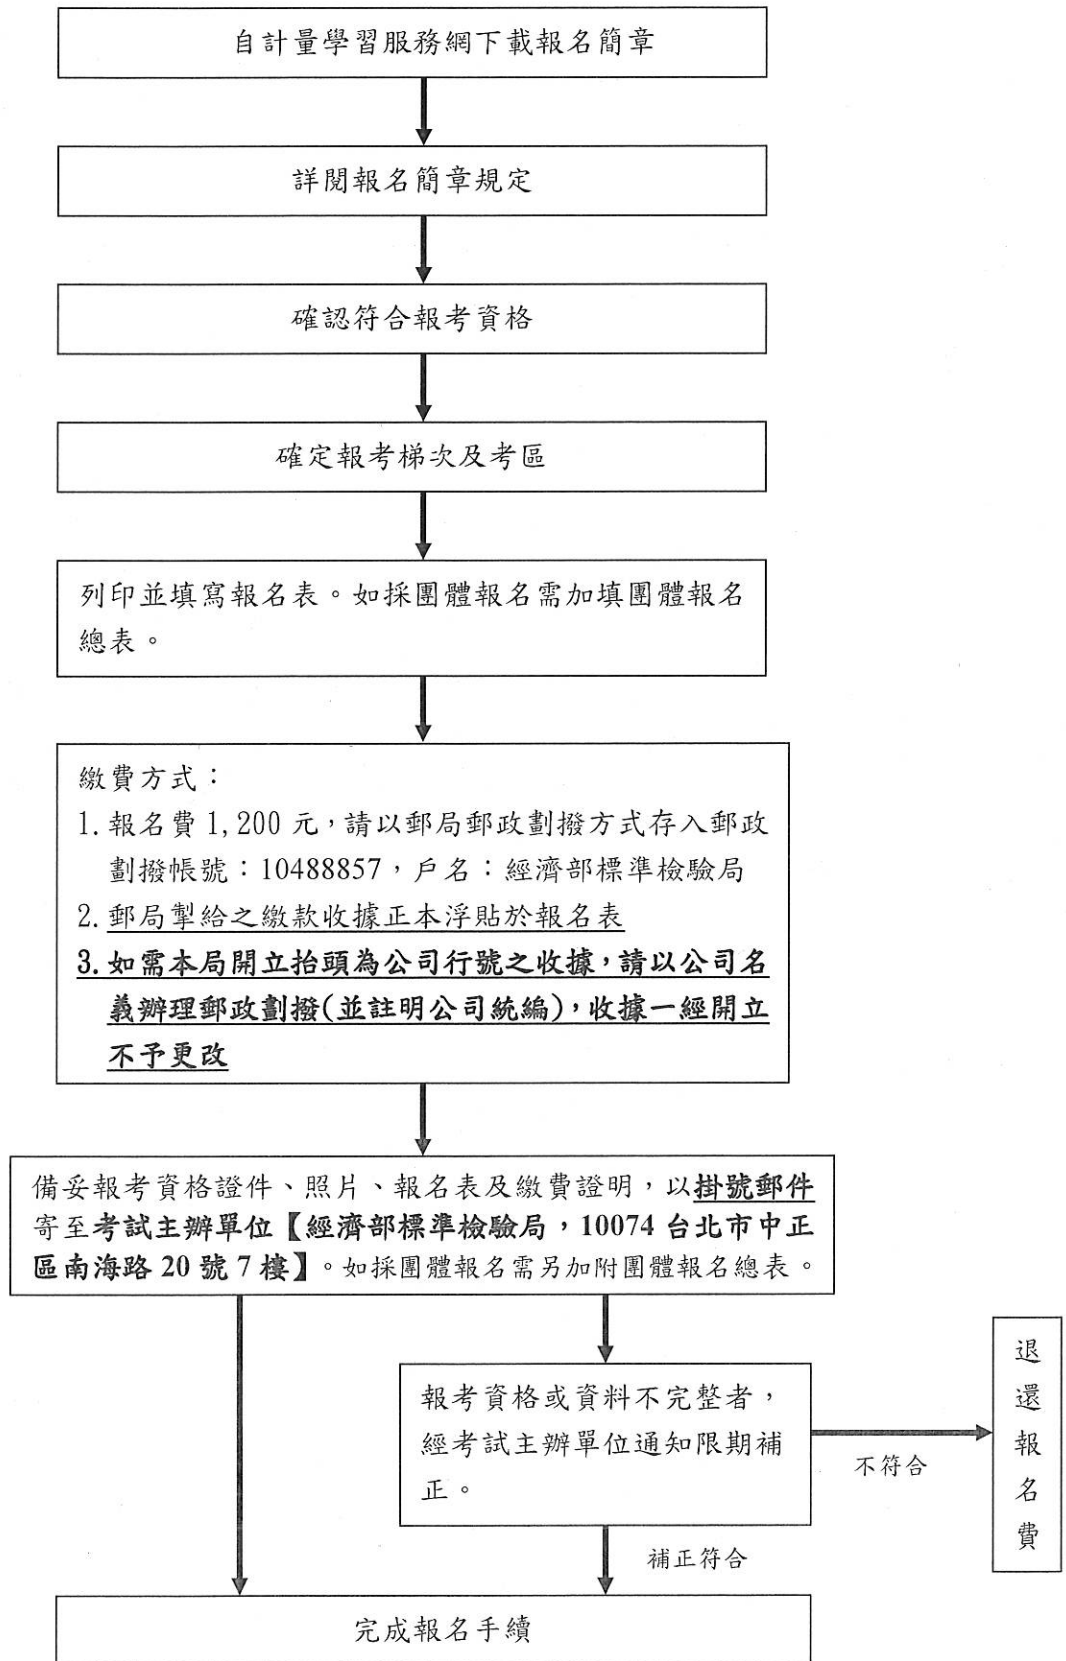 自計量學習服務網下載報名簡章
詳閱報名簡章規定
確認符合報考資格
確定報考梯次及考區
列印並填寫報名表。如採團體報名需加填團體報名
總表。
繳費方式：
1. 報名費 1,200 元，請以郵局郵政劃撥方式存入郵政
劃撥帳號：10488857，戶名：經濟部標準檢驗局
2. 郵局掣給之繳款收據正本浮貼於報名表
3. 如需本局開立抬頭為公司行號之收據，請以公司名
義辦理郵政劃撥(並註明公司統編)，收據一經開立
不予更改
備妥報考資格證件、照片、報名表及繳費證明，以掛號郵件
寄至考試主辦單位【經濟部標準檢驗局，10074 台北市中正
區南海路 20 號 7 樓】。如採團體報名需另加附團體報名總表。
報考資格或資料不完整者，
經考試主辦單位通知限期補
正。
不符合
退還報名費
補正符合
完成報名手續